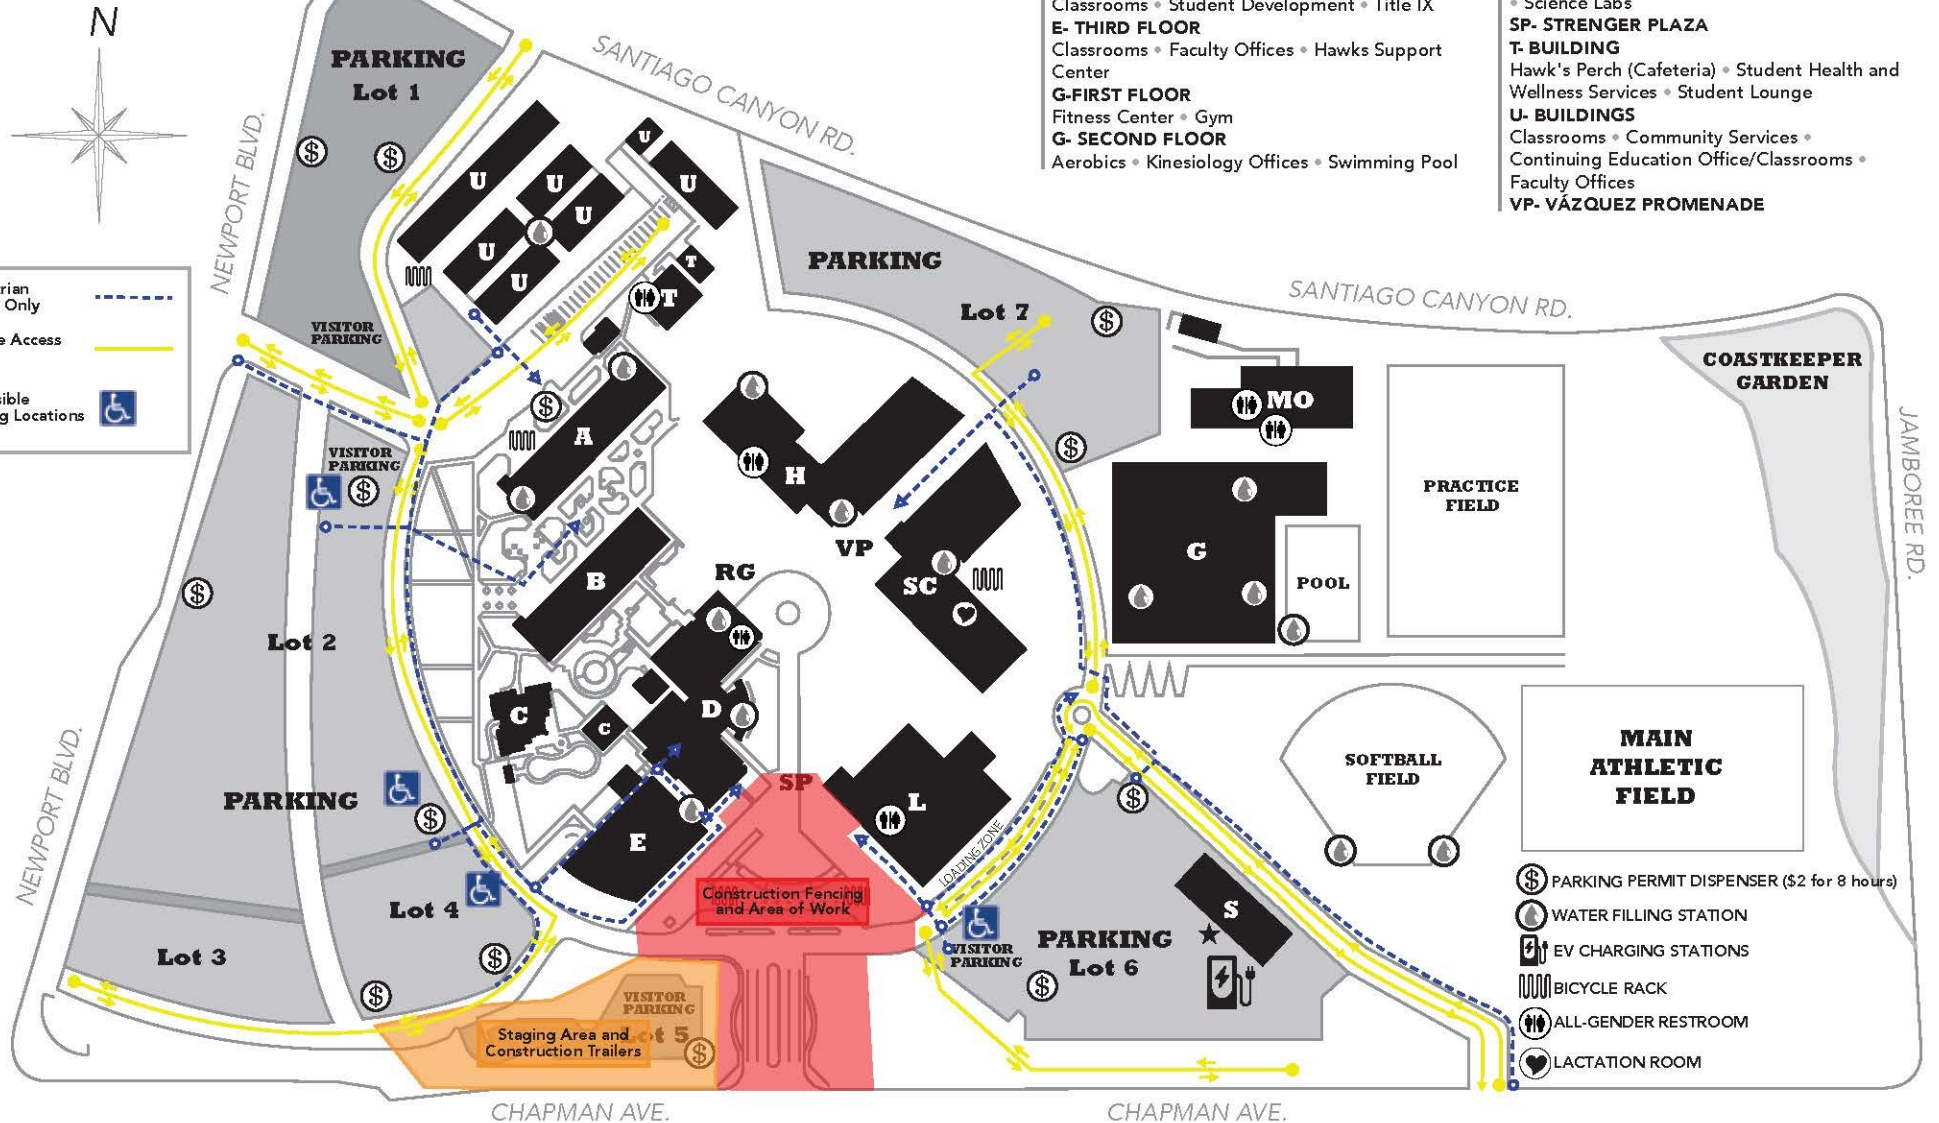 N
Classrooms • Student Development • Title IX
E- THIRD FLOOR
Classrooms • Faculty Offices • Hawks Support
Center
G-FIRST FLOOR
Fitness Center • Gym
G- SECOND FLOOR
Aerobics • Kinesiology Offices • Swimming Pool
• Science Labs
SP- STRENGER PLAZA
T- BUILDING
Hawk's Perch (Cafeteria) • Student Health and
Wellness Services • Student Lounge
U- BUILDINGS
Classrooms • Community Services •
Continuing Education Office/Classrooms •
Faculty Offices
VP- VÁZQUEZ PROMENADE
PARKING
Lot 1
$
$
NEWPORT BLVD.
SANTIAGO CANYON RD.
U
U
U
U
U
U
U
T
T
VISITOR
PARKING
Only
Access
g Locations
PARKING
Lot 7
$
$
SANTIAGO CANYON RD.
COASTKEEPER
GARDEN
JAMBOREE RD.
MO
PRACTICE
FIELD
G
POOL
VISITOR
PARKING
$
$
A
$
H
VP
B
RG
SC
Lot 2
C
C
D
SP
L
E
LOADING ZONE
SOFTBALL
FIELD
MAIN
ATHLETIC
FIELD
NEWPORT BLVD.
PARKING
$
Lot 4
Lot 3
$
$
Construction Fencing
and Area of Work
VISITOR
PARKING
Lot 5
$
Staging Area and
Construction Trailers
VISITOR
PARKING
PARKING
Lot 6
$
$
S
$ PARKING PERMIT DISPENSER ($2 for 8 hours)
WATER FILLING STATION
EV CHARGING STATIONS
BICYCLE RACK
ALL-GENDER RESTROOM
LACTATION ROOM
CHAPMAN AVE.
CHAPMAN AVE.